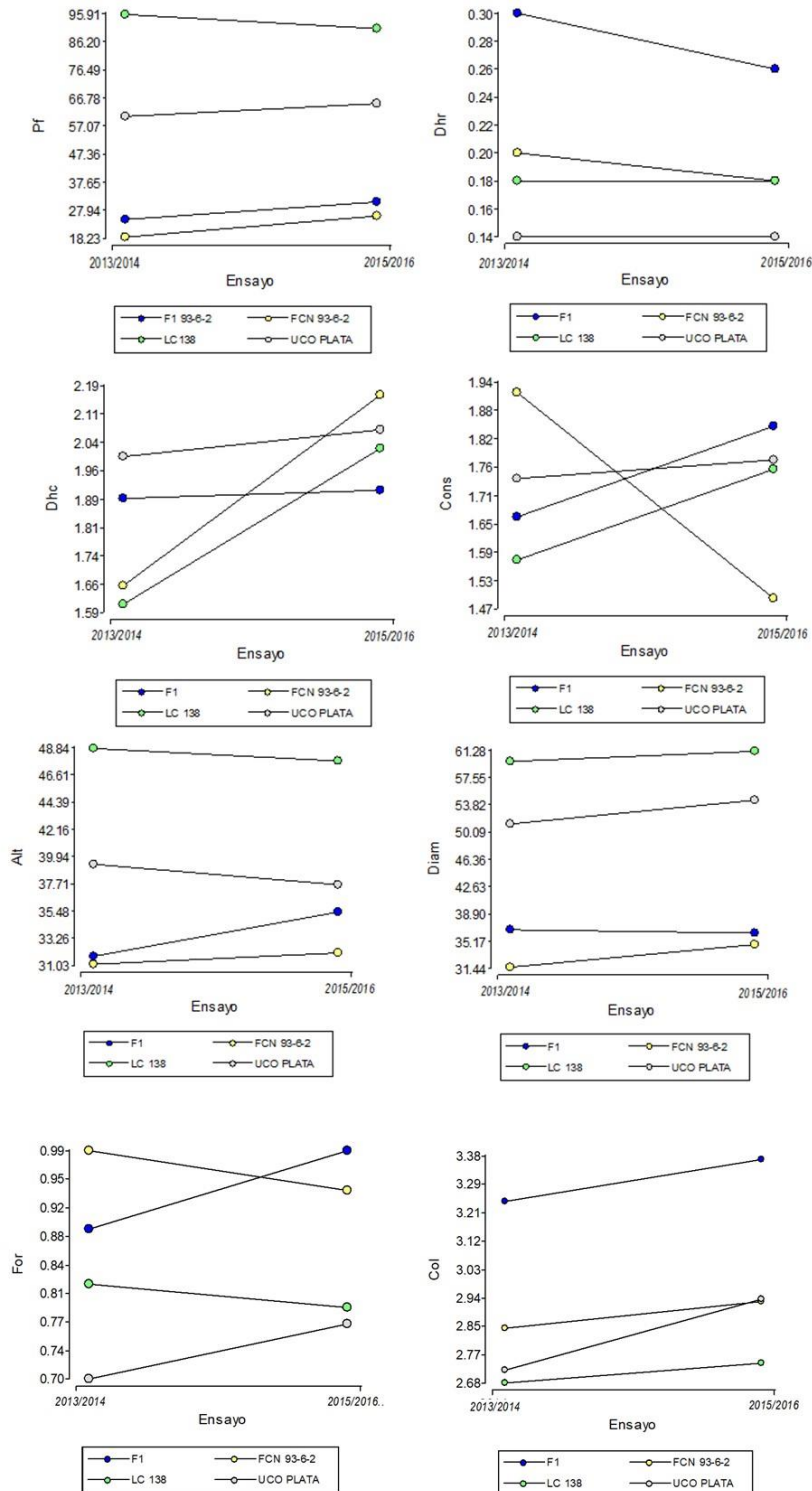 Pf
95.91
86.20
76.49
66.78
57.07
47.36
37.65
27.94
18.23
2013/2014 2015/2016
Ensayo
F1 93-6-2 FCN 93-6-2
LC 138 UCO PLATA
Dhr
0.30
0.28
0.26
0.24
0.22
0.20
0.18
0.16
0.14
2013/2014 2015/2016
Ensayo
F1 FCN 93-6-2
LC 138 UCO PLATA
Dhc
2.19
2.11
2.04
1.96
1.89
1.81
1.74
1.66
1.59
2013/2014 2015/2016
Ensayo
F1 FCN 93-6-2
LC 138 UCO PLATA
Cons
1.94
1.88
1.82
1.76
1.71
1.65
1.59
1.53
1.47
2013/2014 2015/2016
Ensayo
F1 FCN 93-6-2
LC 138 UCO PLATA
Alt
48.84
46.61
44.39
42.16
39.94
37.71
35.48
33.26
31.03
2013/2014 2015/2016
Ensayo
F1 FCN 93-6-2
LC 138 UCO PLATA
Diam
61.28
57.55
53.82
50.09
46.36
42.63
38.90
35.17
31.44
2013/2014 2015/2016
Ensayo
F1 FCN 93-6-2
LC 138 UCO PLATA
For
0.99
0.95
0.92
0.88
0.84
0.81
0.77
0.74
0.70
2013/2014 2015/2016..
Ensayo
F1 FCN 93-6-2
LC 138 UCO PLATA
Col
3.38
3.29
3.21
3.12
3.03
2.94
2.85
2.77
2.68
2013/2014 2015/2016
Ensayo
F1 FCN 93-6-2
LC 138 UCO PLATA